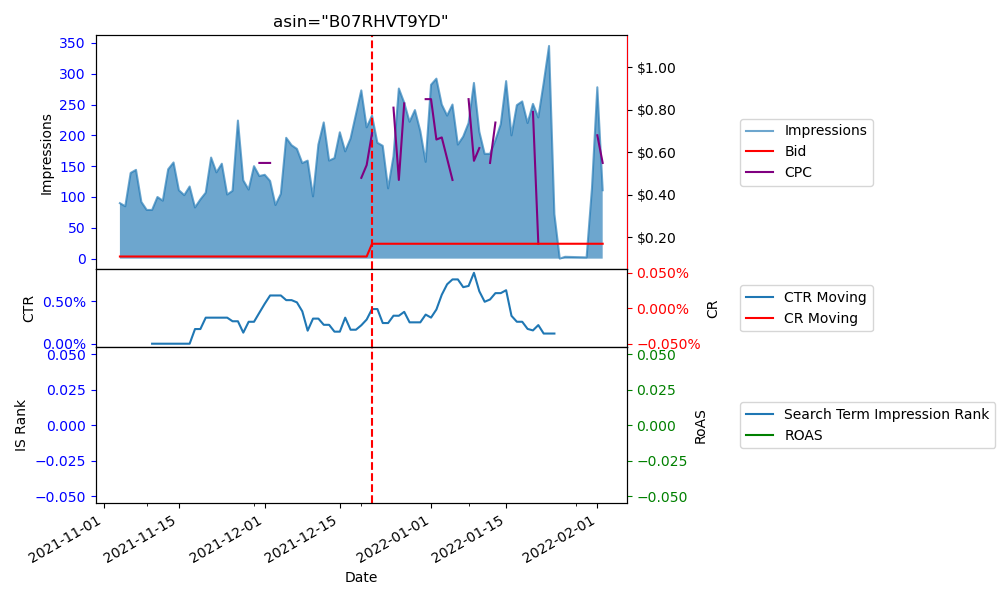 asin="B07RHVT9YD"
350
300
250
200
150
100
50
0
Impressions
$1.00
$0.80
$0.60
$0.40
$0.20
Impressions
Bid
CPC
0.50%
0.00%
CTR
0.050%
0.000%
−0.050%
CR
CTR Moving
CR Moving
0.050
0.025
0.000
−0.025
−0.050
IS Rank
0.050
0.025
0.000
−0.025
−0.050
RoAS
Search Term Impression Rank
ROAS
2021-11-01
2021-11-15
2021-12-01
2021-12-15
2022-01-01
2022-01-15
2022-02-01
Date